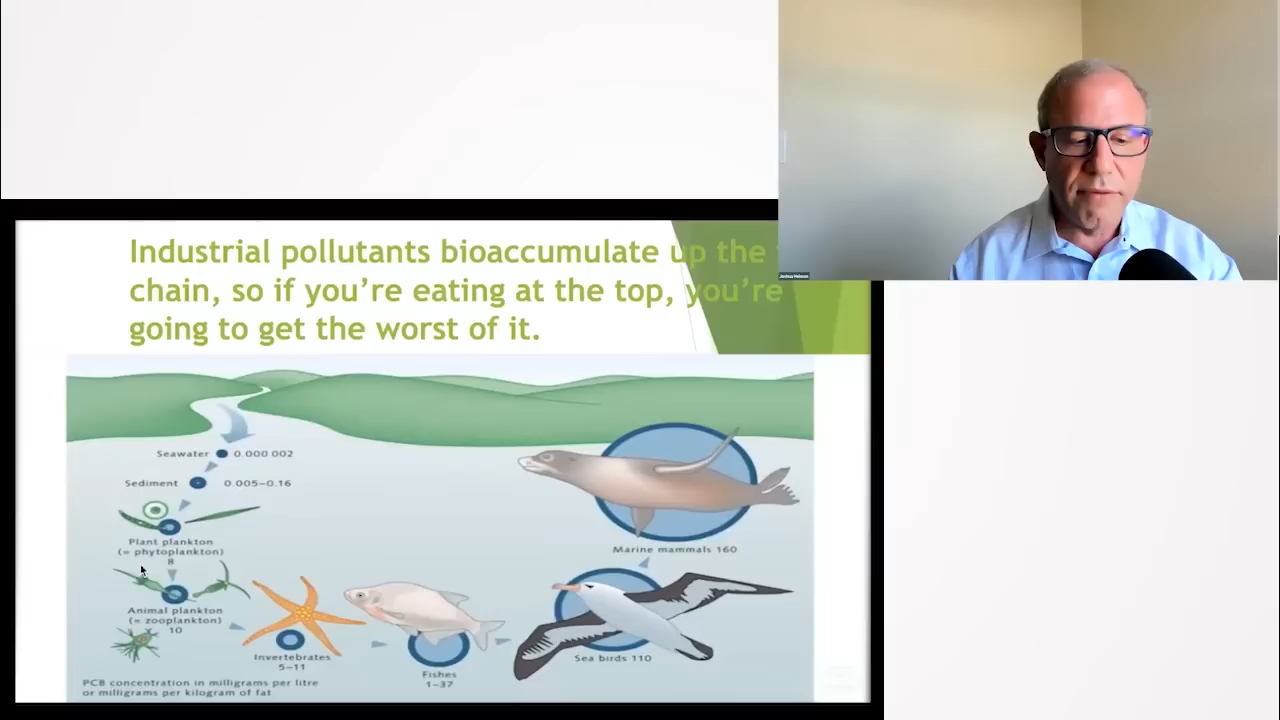 Industrial pollutants bioaccumulate up the
chain, so if you're eating at the top, you're
going to get the worst of it.
Seawater 0.000 002
Sediment 0.005–0.16
Plant plankton
(= phytoplankton)
8
Animal plankton
(= zooplankton)
10
Invertebrates
5–11
Fishes
1–37
Sea birds 110
Marine mammals 160
PCB concentration in milligrams per litre
or milligrams per kilogram of fat